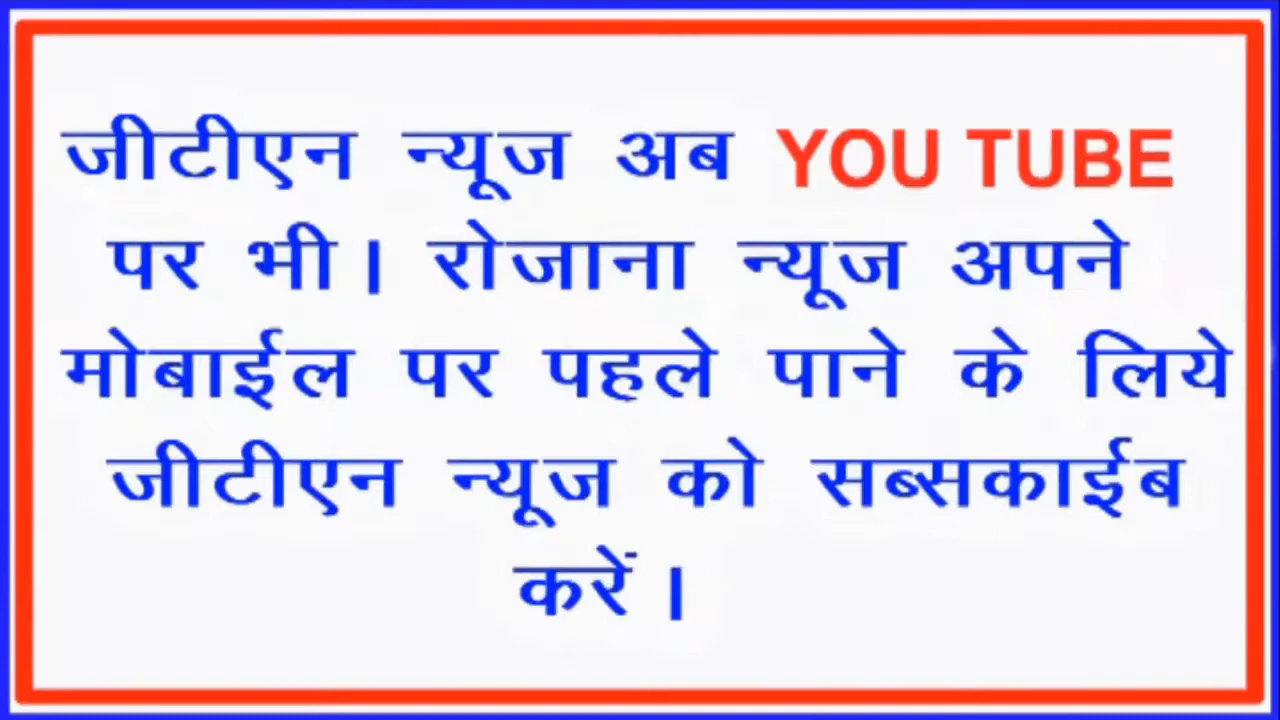 जीटीएन न्यूज अब YOU TUBE
पर भी। रोजाना न्यूज अपने
मोबाईल पर पहले पाने के लिये
जीटीएन न्यूज को सब्सकाईब
करें।